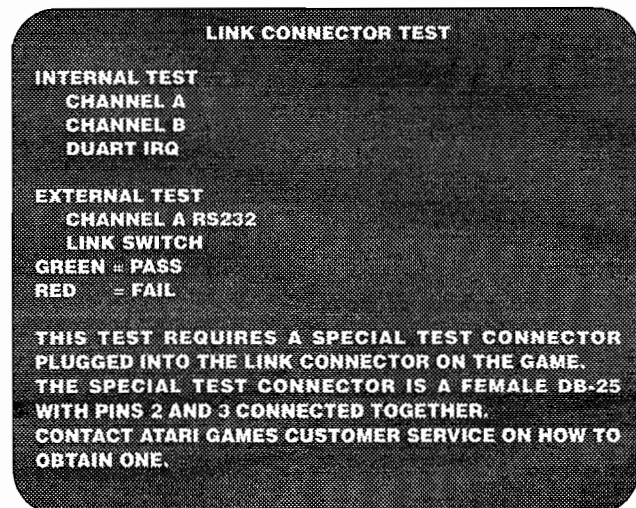 LINK CONNECTOR TEST
INTERNAL TEST
CHANNEL A
CHANNEL B
DUART IRQ
EXTERNAL TEST
CHANNEL A RS232
LINK SWITCH
GREEN = PASS
RED = FAIL
THIS TEST REQUIRES A SPECIAL TEST CONNECTOR
PLUGGED INTO THE LINK CONNECTOR ON THE GAME.
THE SPECIAL TEST CONNECTOR IS A FEMALE DB-25
WITH PINS 2 AND 3 CONNECTED TOGETHER.
CONTACT ATARI GAMES CUSTOMER SERVICE ON HOW TO
OBTAIN ONE.